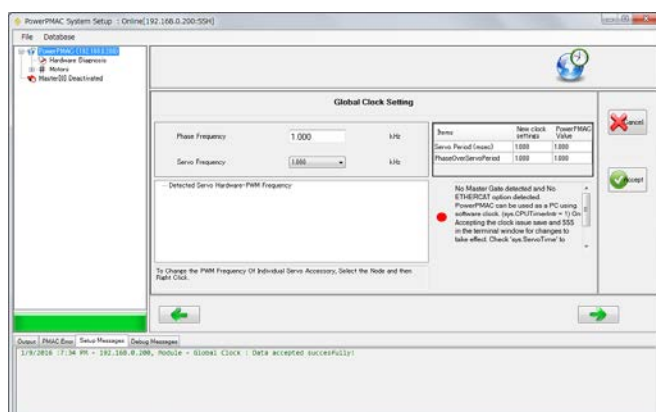 PowerPMAC System Setup : Online[192.168.0.200:SSH]
File Database
PowerPMAC [192.168.0.200]
Hardware Diagnosis
Motors
Global Clock Setting
Phase Frequency 1.000 kHz
Servo Frequency 1.000 kHz
Items New clock settings PowerPMAC Value
Servo Period (msec) 1.000 1.000
PhaseOverServoPeriod 1.000 1.000
Cancel
Accept
Detected Servo Hardware-PWM Frequency
No Master Gate detected and No
ETHERCAT option detected.
PowerPMAC can be used as a PC using
software clock. (sys.CPUTimerIntr = 1) On
Accepting the clock issue save and $$$
in the terminal window for changes to
take effect. Check 'sys.ServoTime' to
To Change the PWM Frequency Of Individual Servo Accessory, Select the Node and then
Right Click.
Output PMAC Error Setup Messages Debug Messages
1/9/2016 :7:34 PM - 192.168.0.200, Module - Global Clock : Data accepted succesfully!